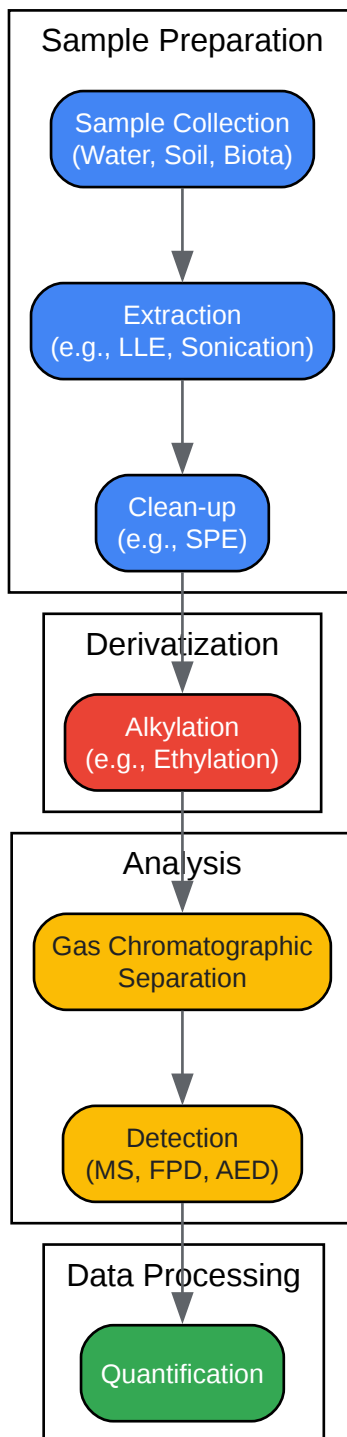 Sample Preparation
Sample Collection
(Water, Soil, Biota)
Extraction
(e.g., LLE, Sonication)
Clean-up
(e.g., SPE)
Derivatization
Alkylation
(e.g., Ethylation)
Analysis
Gas Chromatographic
Separation
Detection
(MS, FPD, AED)
Data Processing
Quantification